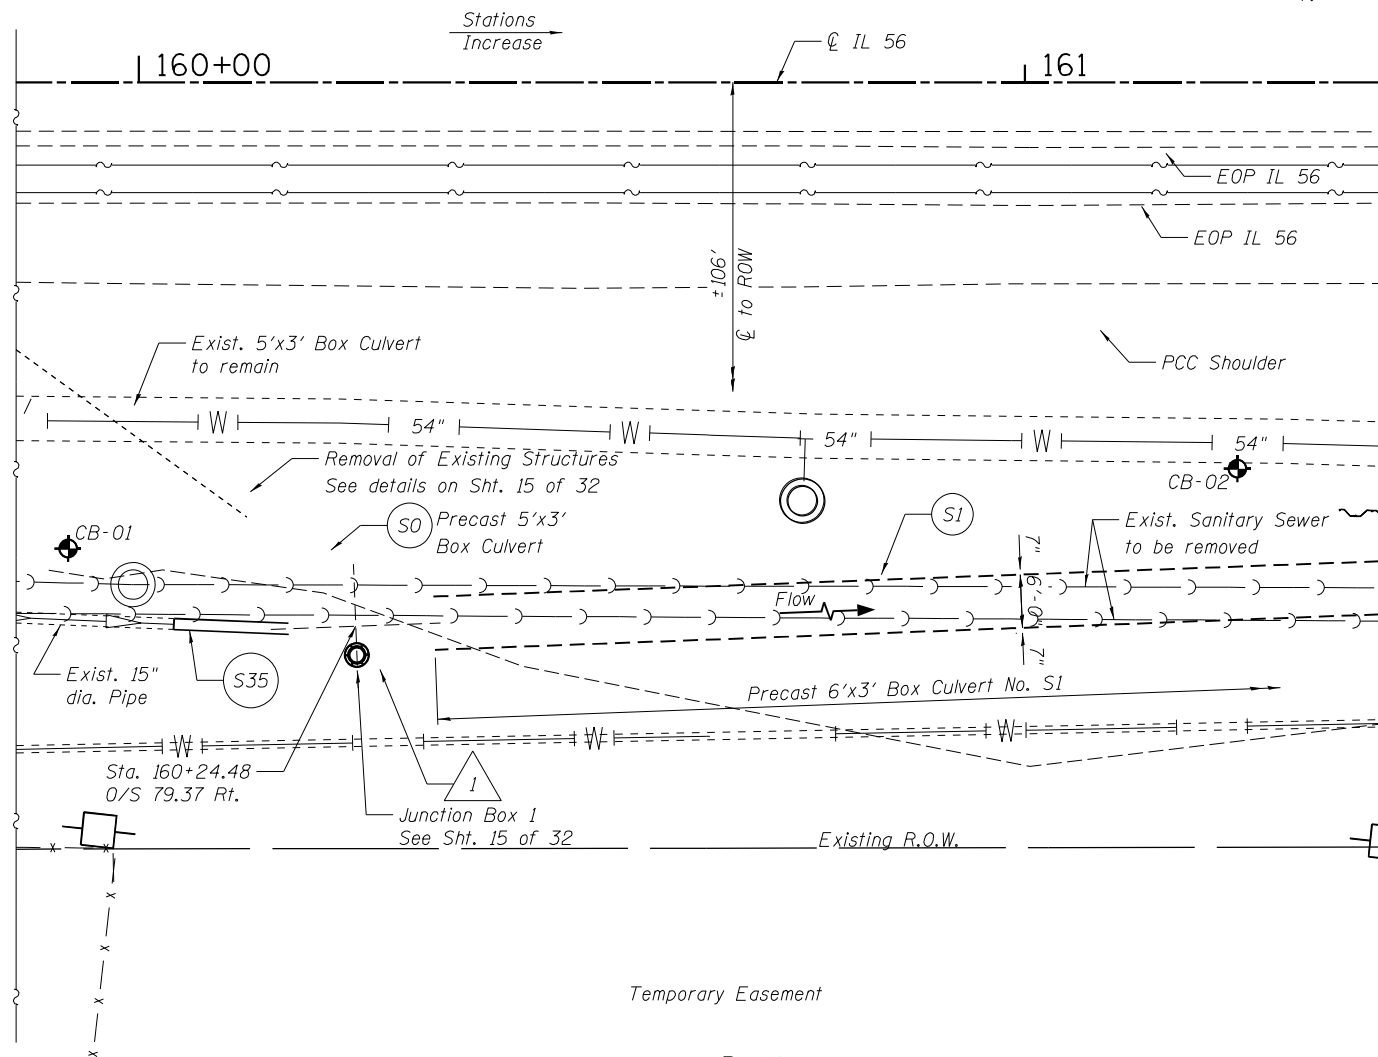 Stations
Increase
℄ IL 56
160+00
161
EOP IL 56
EOP IL 56
±106'
℄ to ROW
Exist. 5'x3' Box Culvert
to remain
PCC Shoulder
W
54"
W
54"
W
54"
Removal of Existing Structures
See details on Sht. 15 of 32
CB-02
S0
Precast 5'x3'
Box Culvert
S1
Exist. Sanitary Sewer
to be removed
CB-01
7"
6'-0"
7"
Flow
Exist. 15"
dia. Pipe
S35
Precast 6'x3' Box Culvert No. S1
W
W
W
Sta. 160+24.48
O/S 79.37 Rt.
1
Junction Box 1
See Sht. 15 of 32
Existing R.O.W.
x
x
x
x
x
x
Temporary Easement